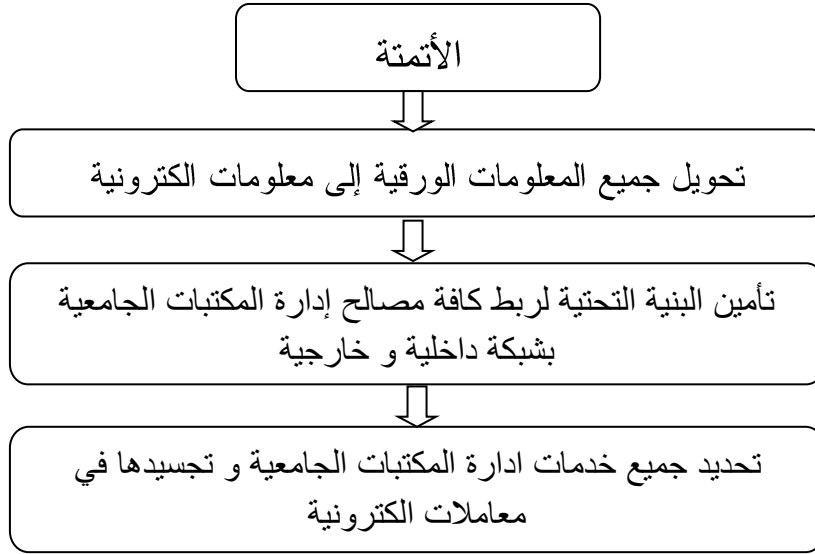 الأتمتة
تحويل جميع المعلومات الورقية إلى معلومات الكترونية
تأمين البنية التحتية لربط كافة مصالح إدارة المكتبات الجامعية
بشبكة داخلية و خارجية
تحديد جميع خدمات ادارة المكتبات الجامعية و تجسيدها في
معاملات الكترونية